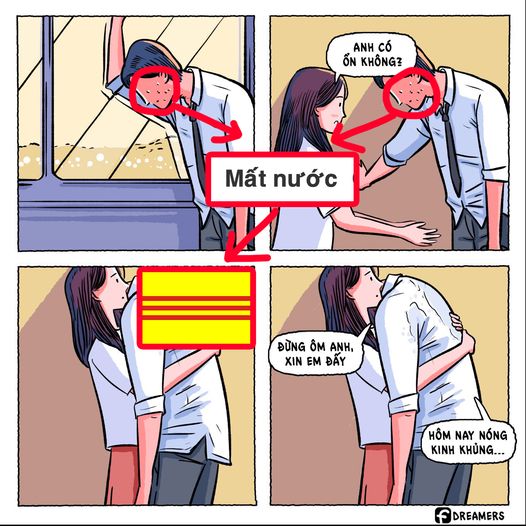 ANH CÓ
ỔN KHÔNG?
Mất nước
ĐỪNG ÔM ANH,
XIN EM ĐẤY
HÔM NAY NÓNG
KINH KHỦNG...
DREAMERS